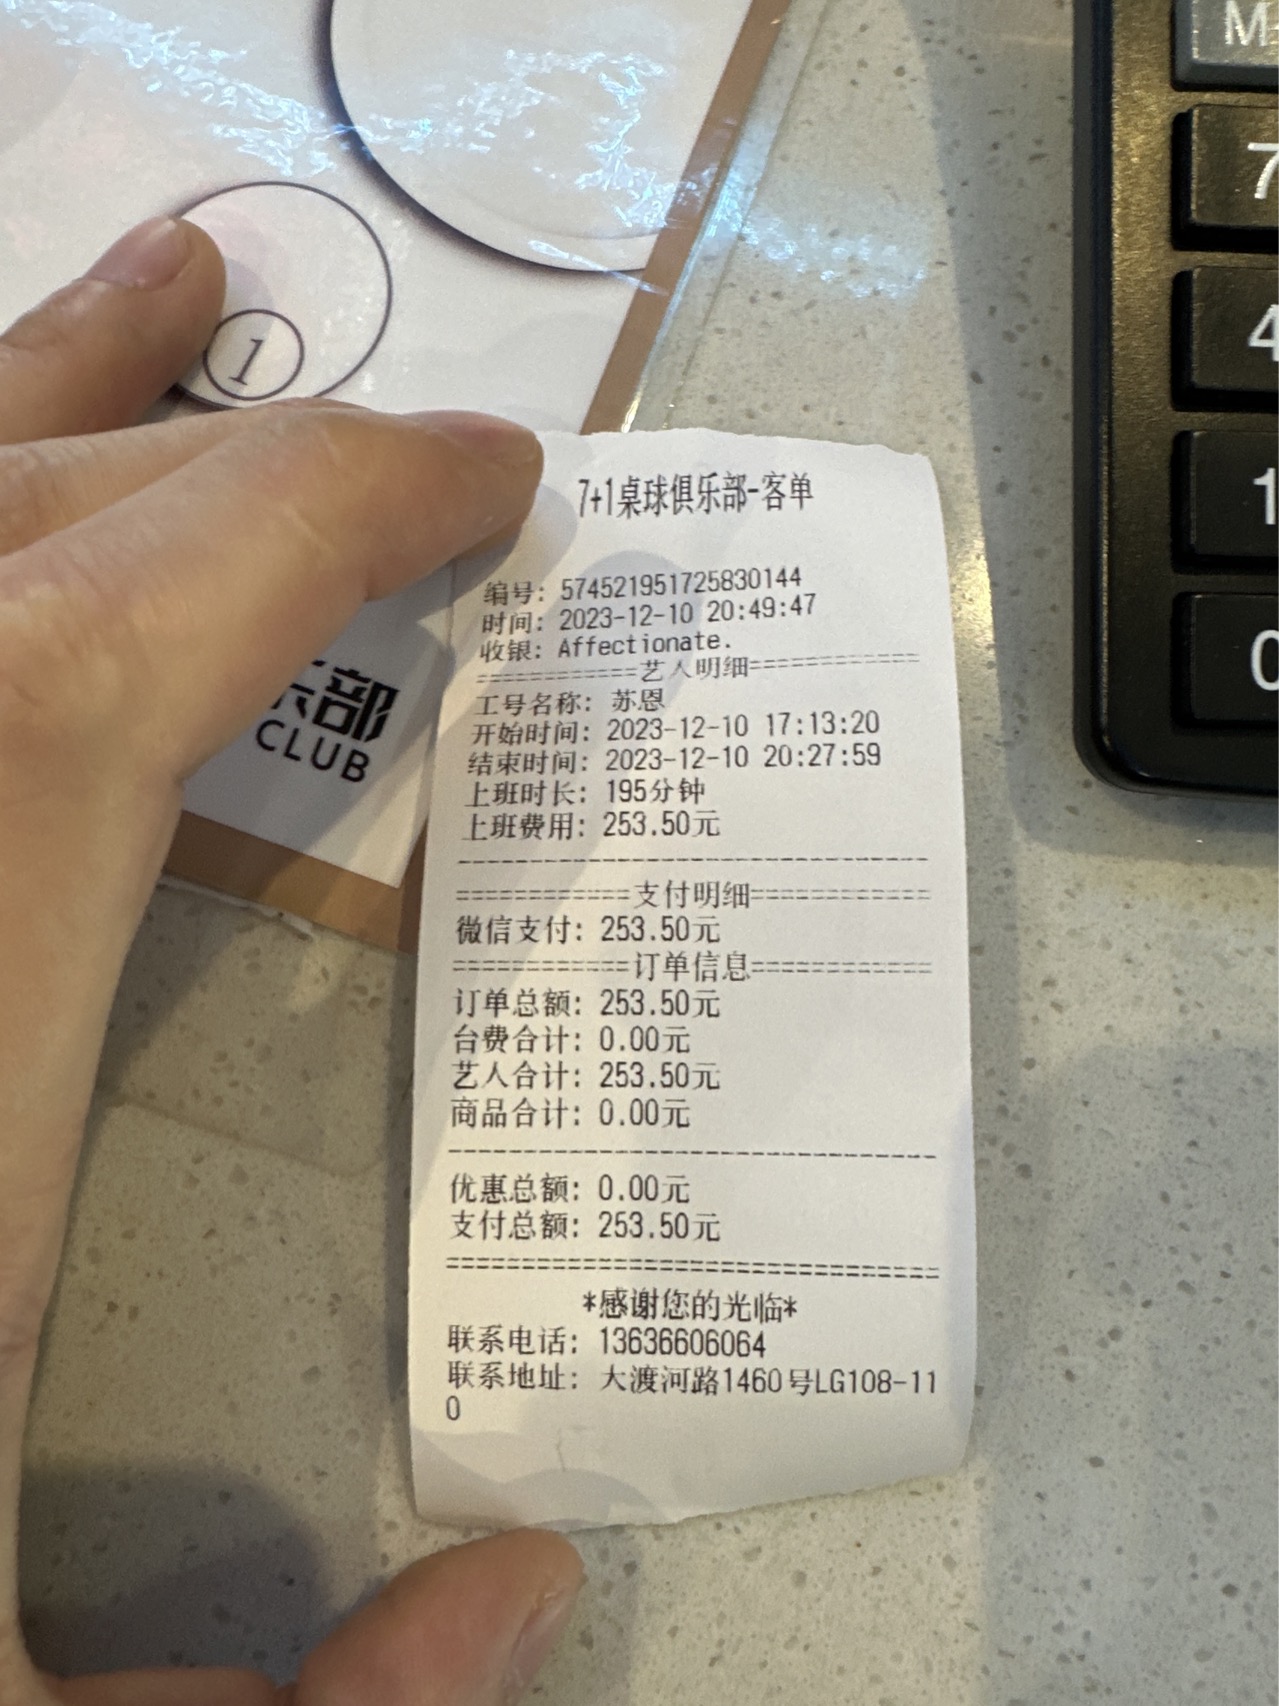 M
7
4
1
0
1
乐部
CLUB
7+1桌球俱乐部-客单
编号: 574521951725830144
时间: 2023-12-10 20:49:47
收银: Affectionate.
===========艺人明细============
工号名称: 苏恩
开始时间: 2023-12-10 17:13:20
结束时间: 2023-12-10 20:27:59
上班时长: 195分钟
上班费用: 253.50元
--------------------------------
============支付明细============
微信支付: 253.50元
============订单信息============
订单总额: 253.50元
台费合计: 0.00元
艺人合计: 253.50元
商品合计: 0.00元
--------------------------------
优惠总额: 0.00元
支付总额: 253.50元
================================
*感谢您的光临*
联系电话: 13636606064
联系地址: 大渡河路1460号LG108-11
0